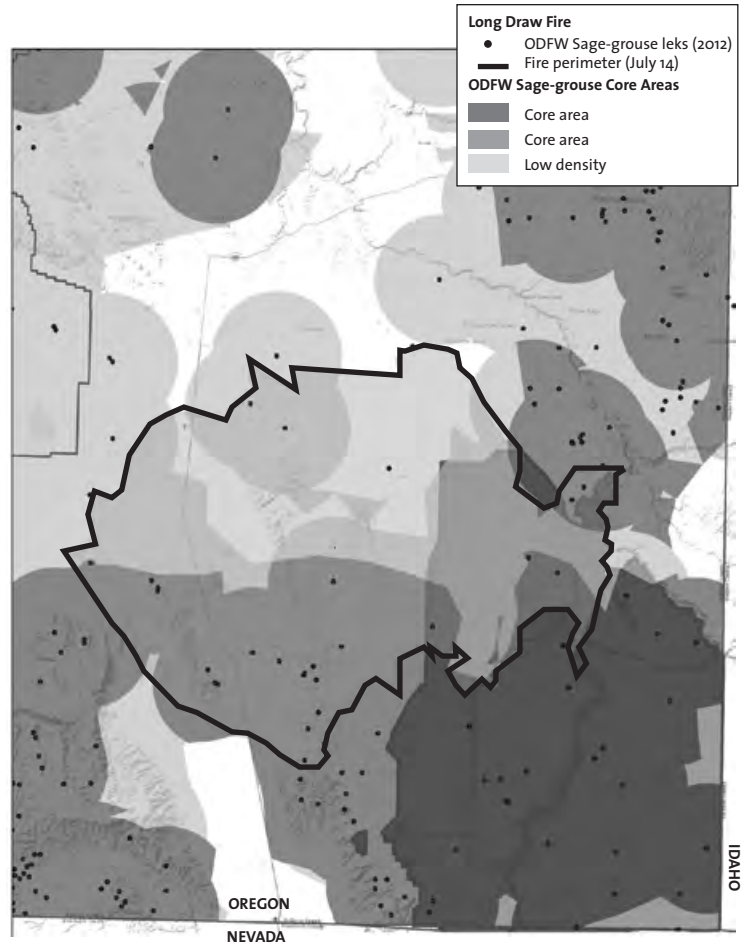 Long Draw Fire
ODFW Sage-grouse leks (2012)
Fire perimeter (July 14)
ODFW Sage-grouse Core Areas
Core area
Core area
Low density
IDAHO
OREGON
NEVADA